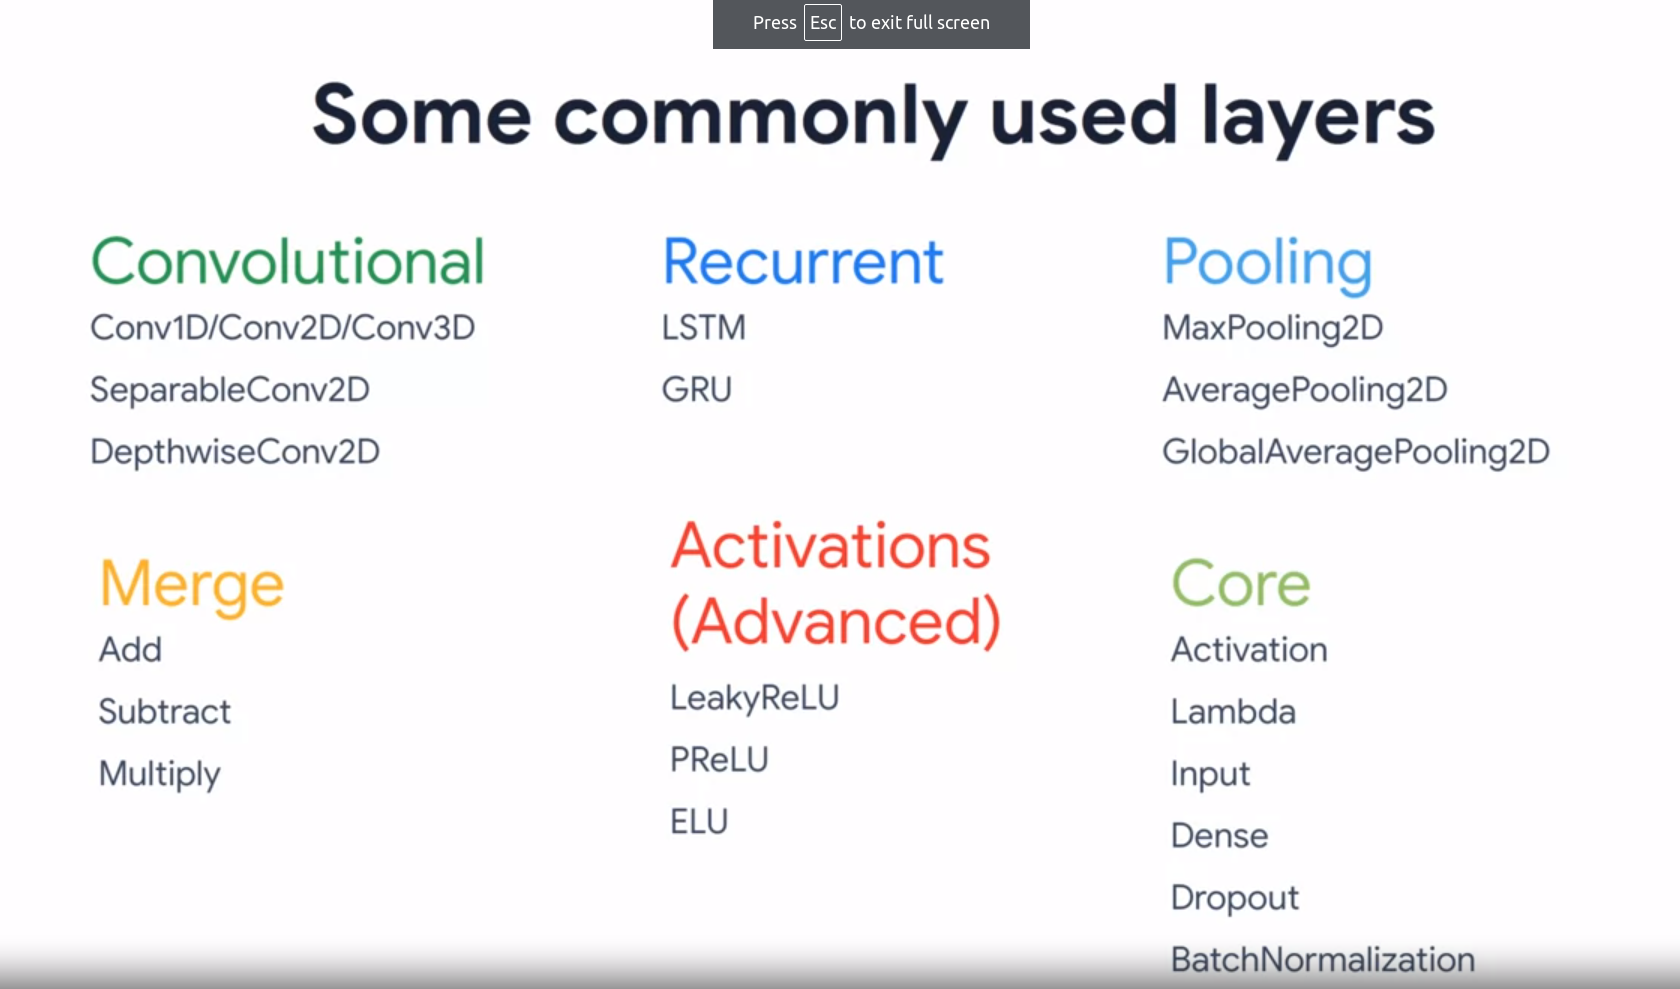 Press Esc to exit full screen
Some commonly used layers
Convolutional
Conv1D/Conv2D/Conv3D
SeparableConv2D
DepthwiseConv2D
Recurrent
LSTM
GRU
Pooling
MaxPooling2D
AveragePooling2D
GlobalAveragePooling2D
Merge
Add
Subtract
Multiply
Activations
(Advanced)
LeakyReLU
PReLU
ELU
Core
Activation
Lambda
Input
Dense
Dropout
BatchNormalization